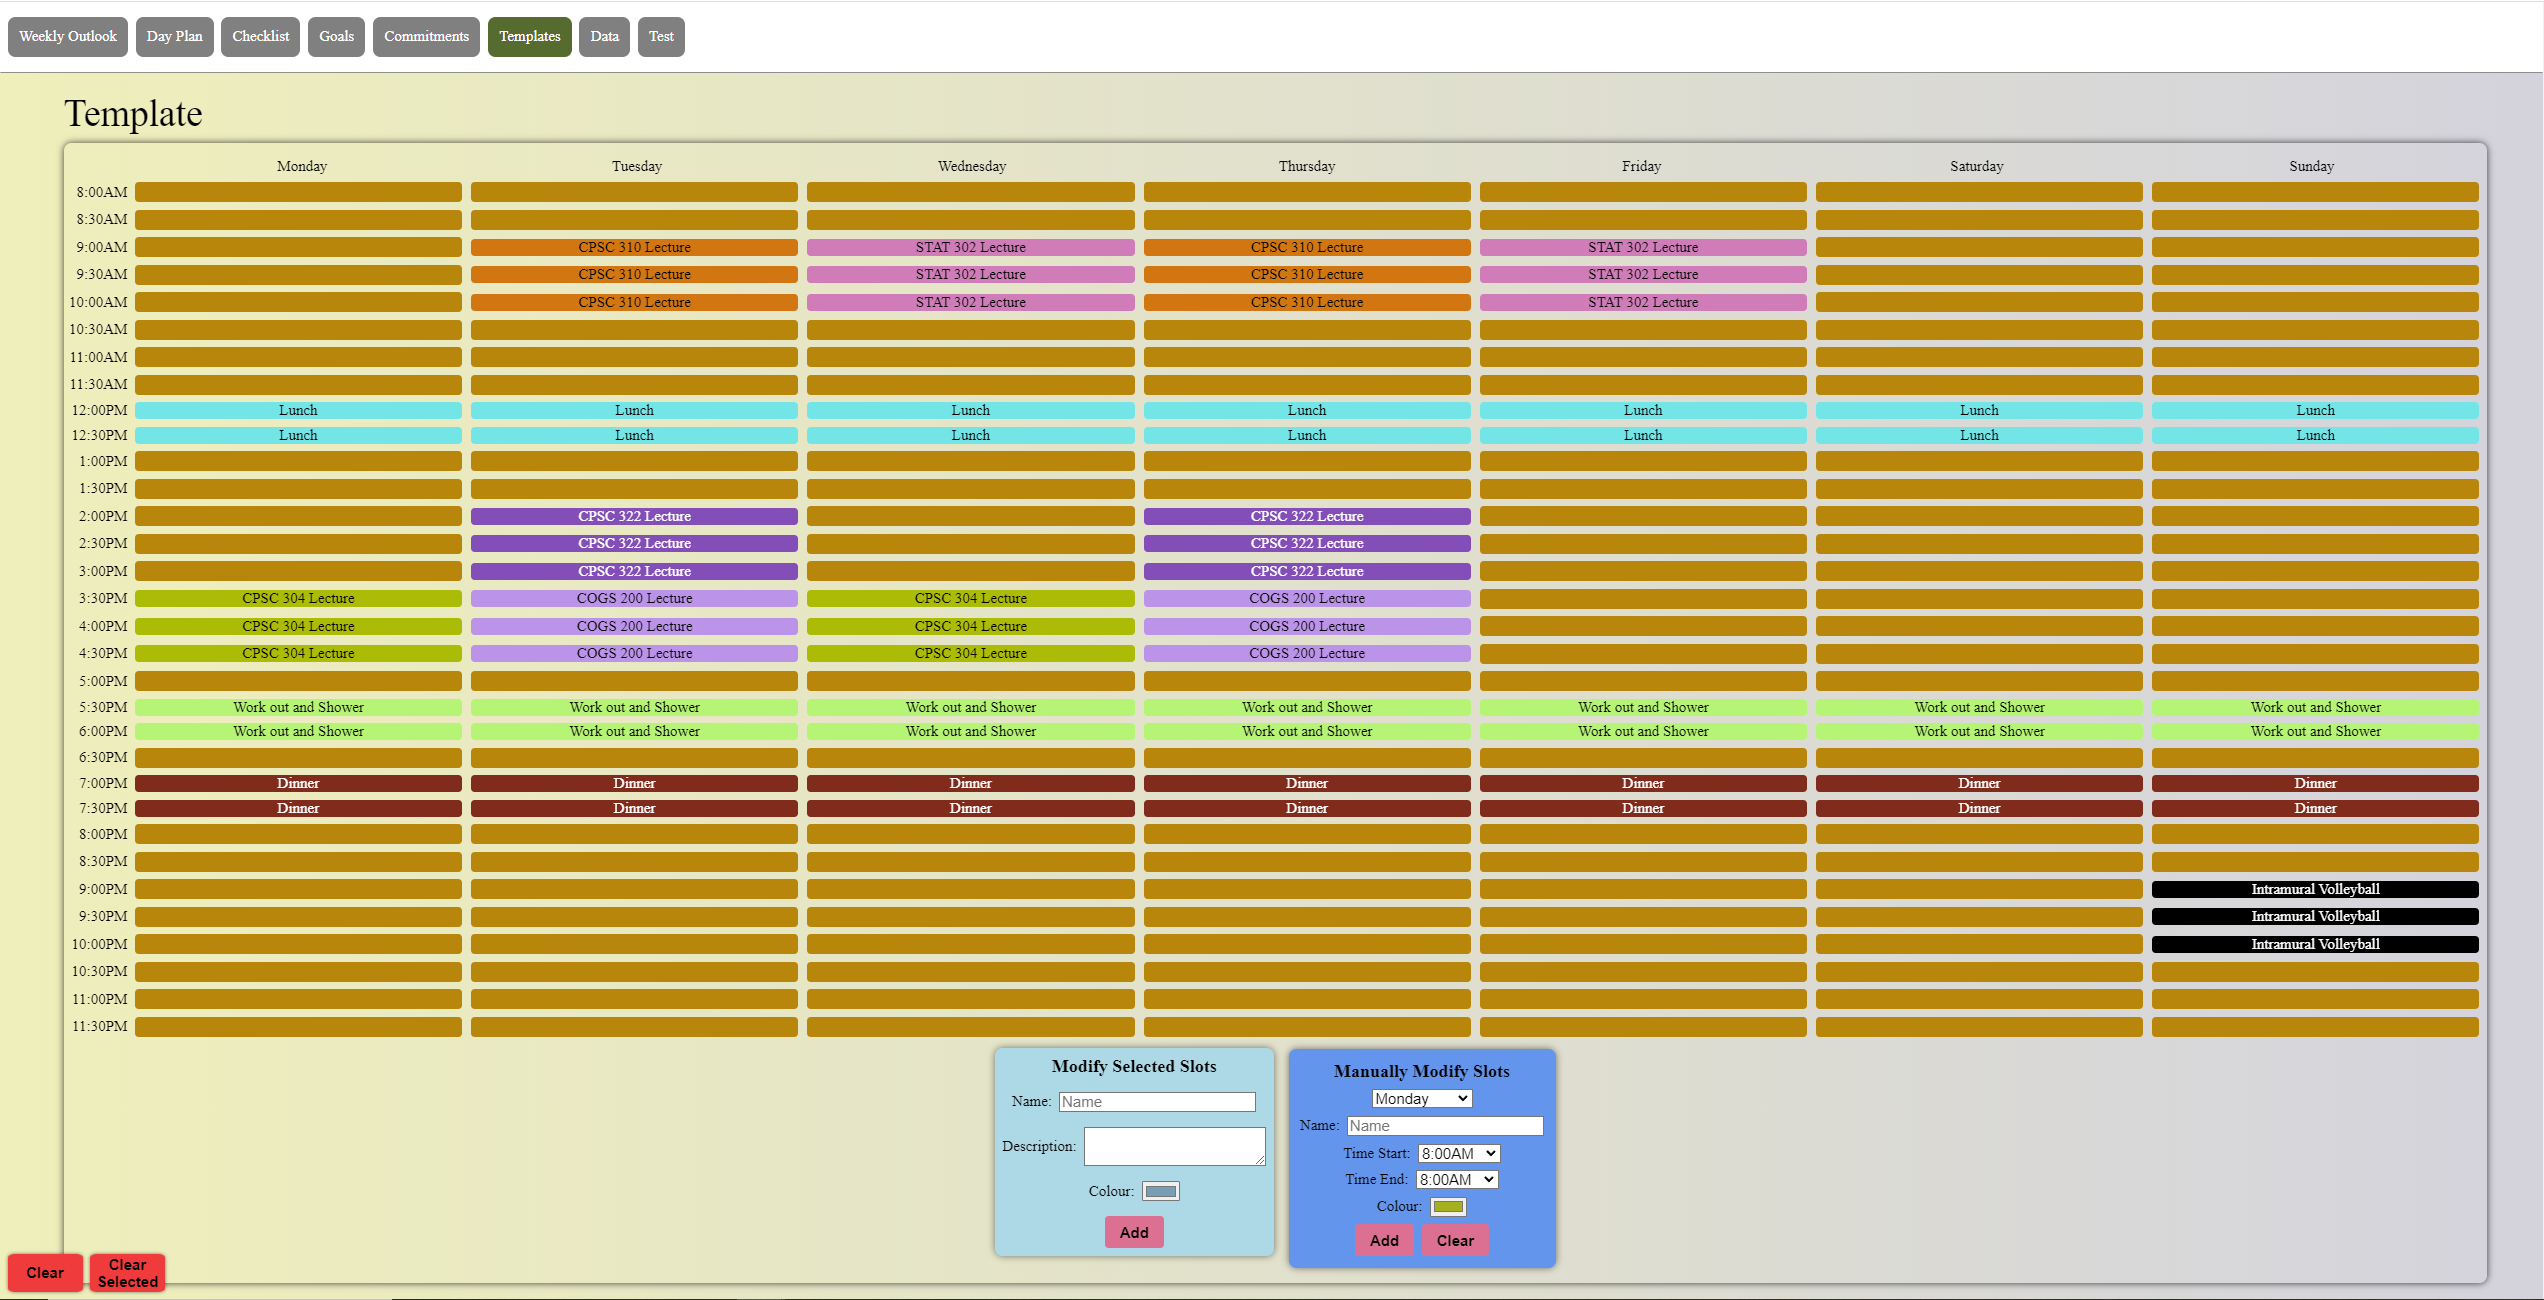 Weekly Outlook Day Plan Checklist Goals Commitments Templates Data Test
Template
Monday Tuesday Wednesday Thursday Friday Saturday Sunday
8:00AM
8:30AM
9:00AM CPSC 310 Lecture STAT 302 Lecture CPSC 310 Lecture STAT 302 Lecture
9:30AM CPSC 310 Lecture STAT 302 Lecture CPSC 310 Lecture STAT 302 Lecture
10:00AM CPSC 310 Lecture STAT 302 Lecture CPSC 310 Lecture STAT 302 Lecture
10:30AM
11:00AM
11:30AM
12:00PM Lunch Lunch Lunch Lunch Lunch Lunch Lunch
12:30PM Lunch Lunch Lunch Lunch Lunch Lunch Lunch
1:00PM
1:30PM
2:00PM CPSC 322 Lecture CPSC 322 Lecture
2:30PM CPSC 322 Lecture CPSC 322 Lecture
3:00PM CPSC 322 Lecture CPSC 322 Lecture
3:30PM CPSC 304 Lecture COGS 200 Lecture CPSC 304 Lecture COGS 200 Lecture
4:00PM CPSC 304 Lecture COGS 200 Lecture CPSC 304 Lecture COGS 200 Lecture
4:30PM CPSC 304 Lecture COGS 200 Lecture CPSC 304 Lecture COGS 200 Lecture
5:00PM
5:30PM Work out and Shower Work out and Shower Work out and Shower Work out and Shower Work out and Shower Work out and Shower Work out and Shower
6:00PM Work out and Shower Work out and Shower Work out and Shower Work out and Shower Work out and Shower Work out and Shower Work out and Shower
6:30PM
7:00PM Dinner Dinner Dinner Dinner Dinner Dinner Dinner
7:30PM Dinner Dinner Dinner Dinner Dinner Dinner Dinner
8:00PM
8:30PM
9:00PM Intramural Volleyball
9:30PM Intramural Volleyball
10:00PM Intramural Volleyball
10:30PM
11:00PM
11:30PM
Modify Selected Slots
Name: Name
Description:
Colour:
Add
Manually Modify Slots
Monday
Name: Name
Time Start: 8:00AM
Time End: 8:00AM
Colour:
Add Clear
Clear
Clear
Selected